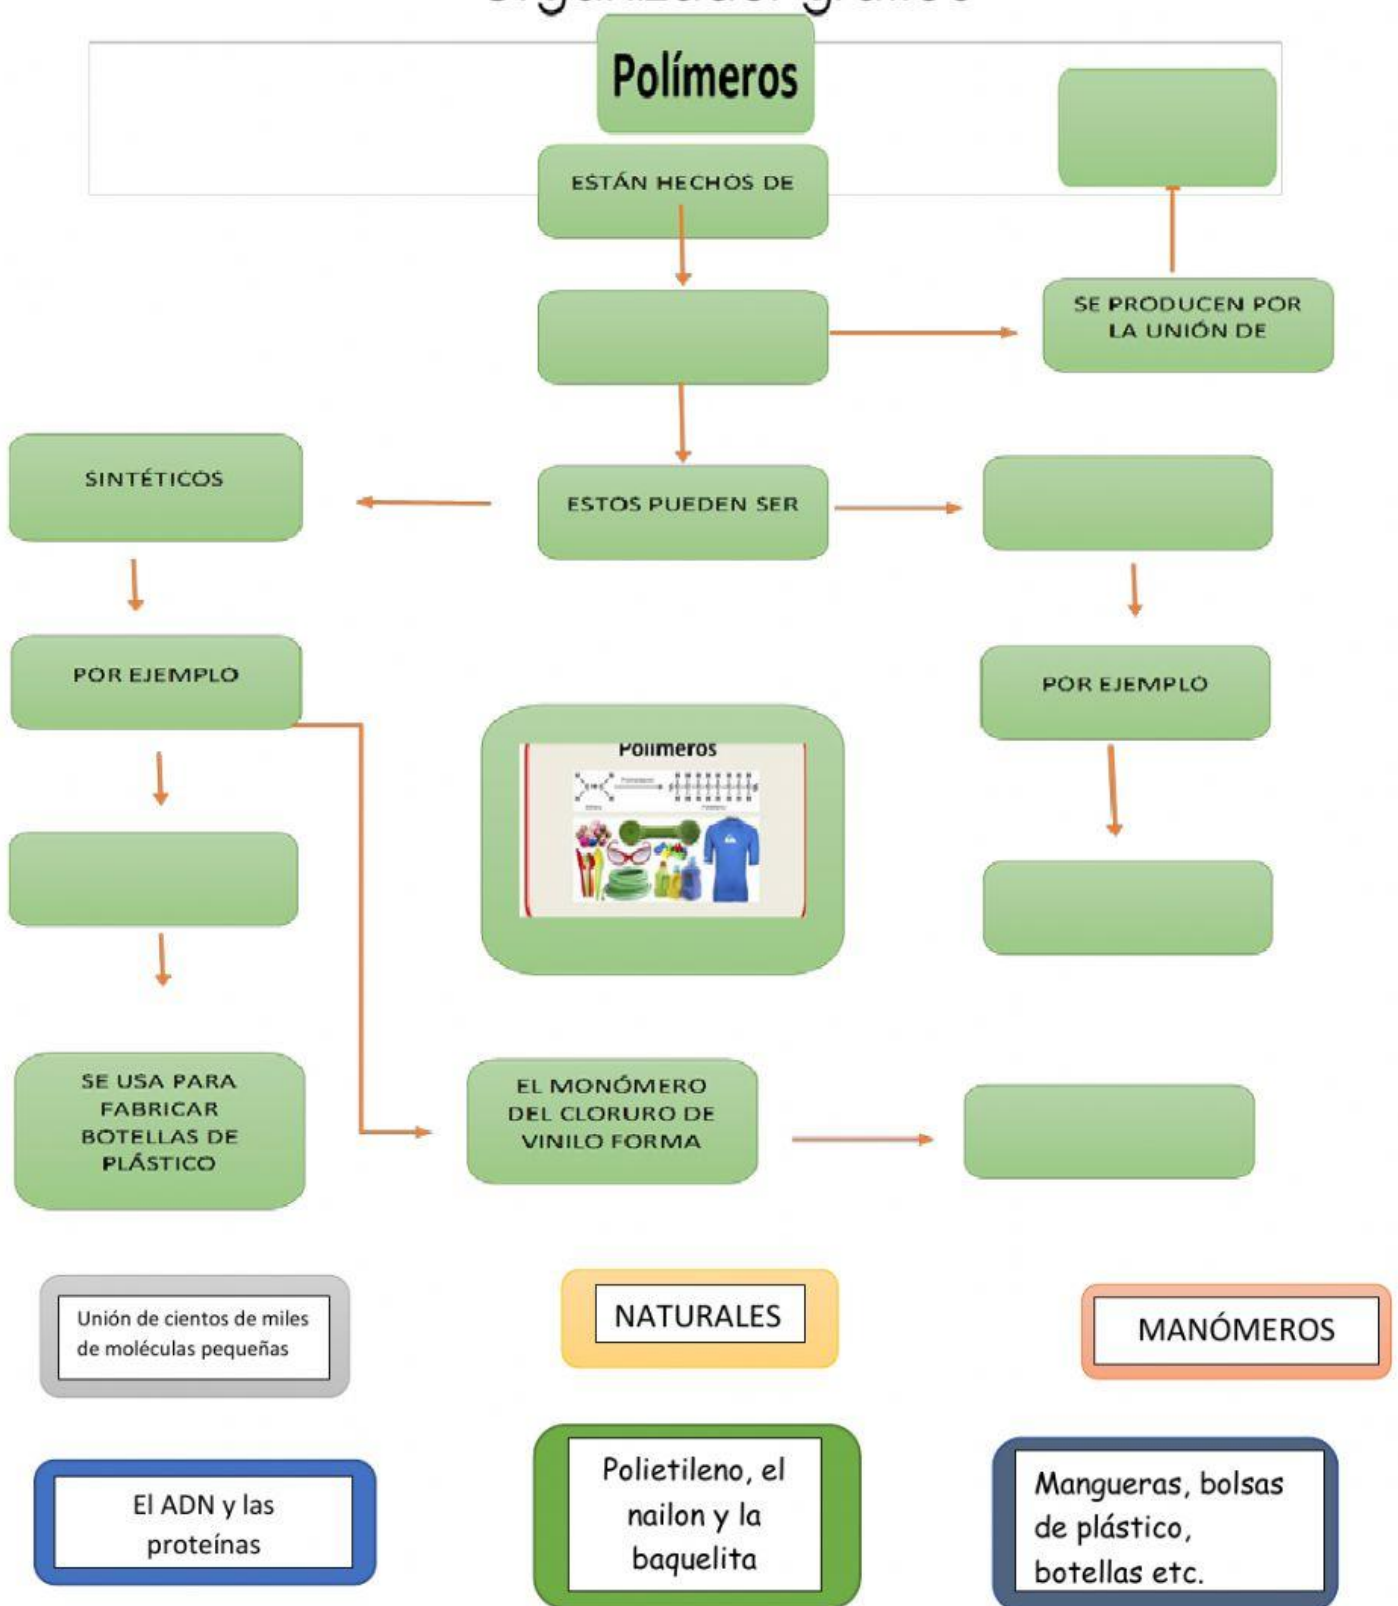 Organizador gráfico
Polímeros
ESTÁN HECHOS DE
SE PRODUCEN POR
LA UNIÓN DE
SINTÉTICOS
ESTOS PUEDEN SER
POR EJEMPLO
POR EJEMPLO
Polímeros
SE USA PARA
FABRICAR
BOTELLAS DE
PLÁSTICO
EL MONÓMERO
DEL CLORURO DE
VINILO FORMA
Unión de cientos de miles
de moléculas pequeñas
NATURALES
MANÓMEROS
El ADN y las
proteínas
Polietileno, el
nailon y la
baquelita
Mangueras, bolsas
de plástico,
botellas etc.